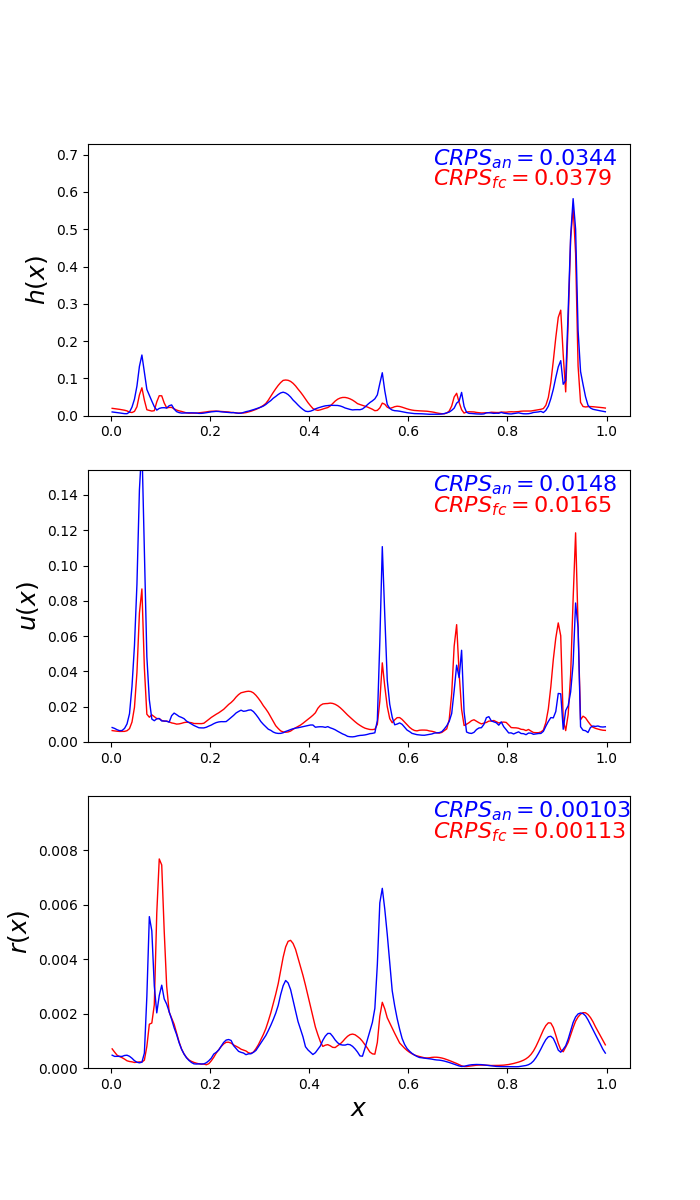 CRPS_an = 0.0344
CRPS_fc = 0.0379
0.7
0.6
0.5
0.4
0.3
0.2
0.1
0.0
h(x)
0.0 0.2 0.4 0.6 0.8 1.0
CRPS_an = 0.0148
CRPS_fc = 0.0165
0.14
0.12
0.10
0.08
0.06
0.04
0.02
0.00
u(x)
0.0 0.2 0.4 0.6 0.8 1.0
CRPS_an = 0.00103
CRPS_fc = 0.00113
0.008
0.006
0.004
0.002
0.000
r(x)
0.0 0.2 0.4 0.6 0.8 1.0
x